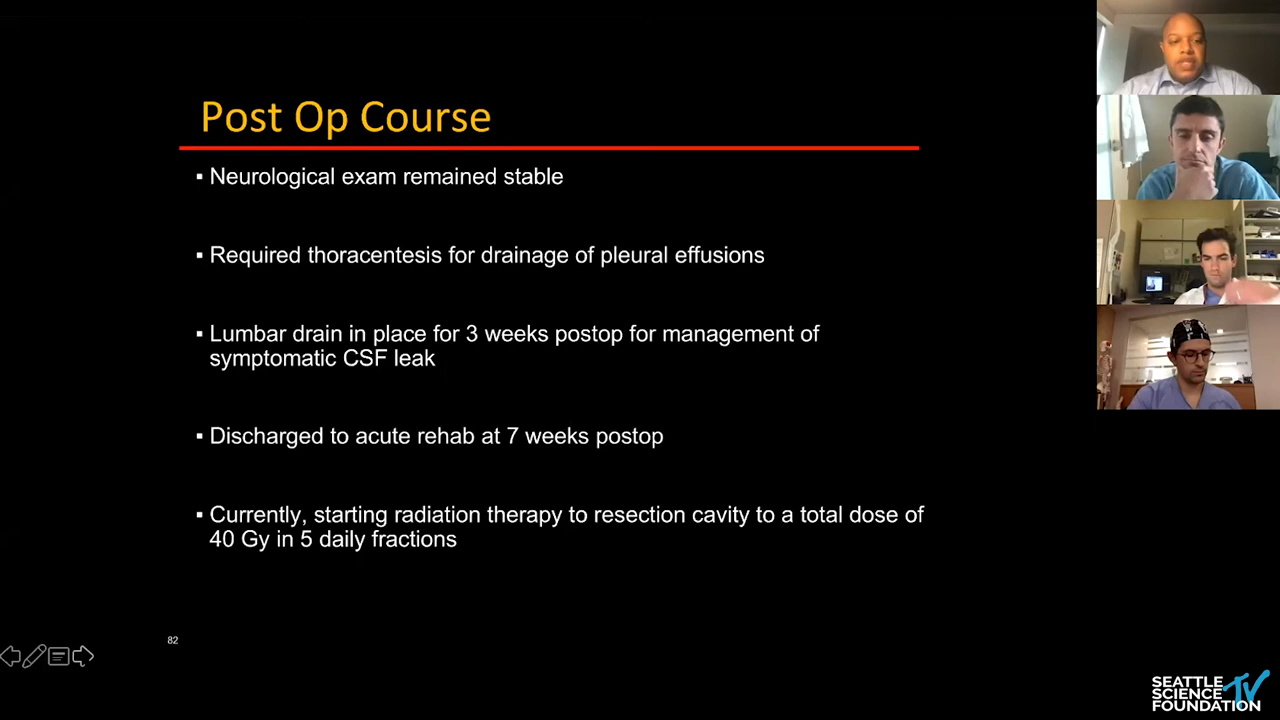 Post Op Course
▪ Neurological exam remained stable
▪ Required thoracentesis for drainage of pleural effusions
▪ Lumbar drain in place for 3 weeks postop for management of
symptomatic CSF leak
▪ Discharged to acute rehab at 7 weeks postop
▪ Currently, starting radiation therapy to resection cavity to a total dose of
40 Gy in 5 daily fractions
82
SEATTLE
SCIENCE
FOUNDATION
TV